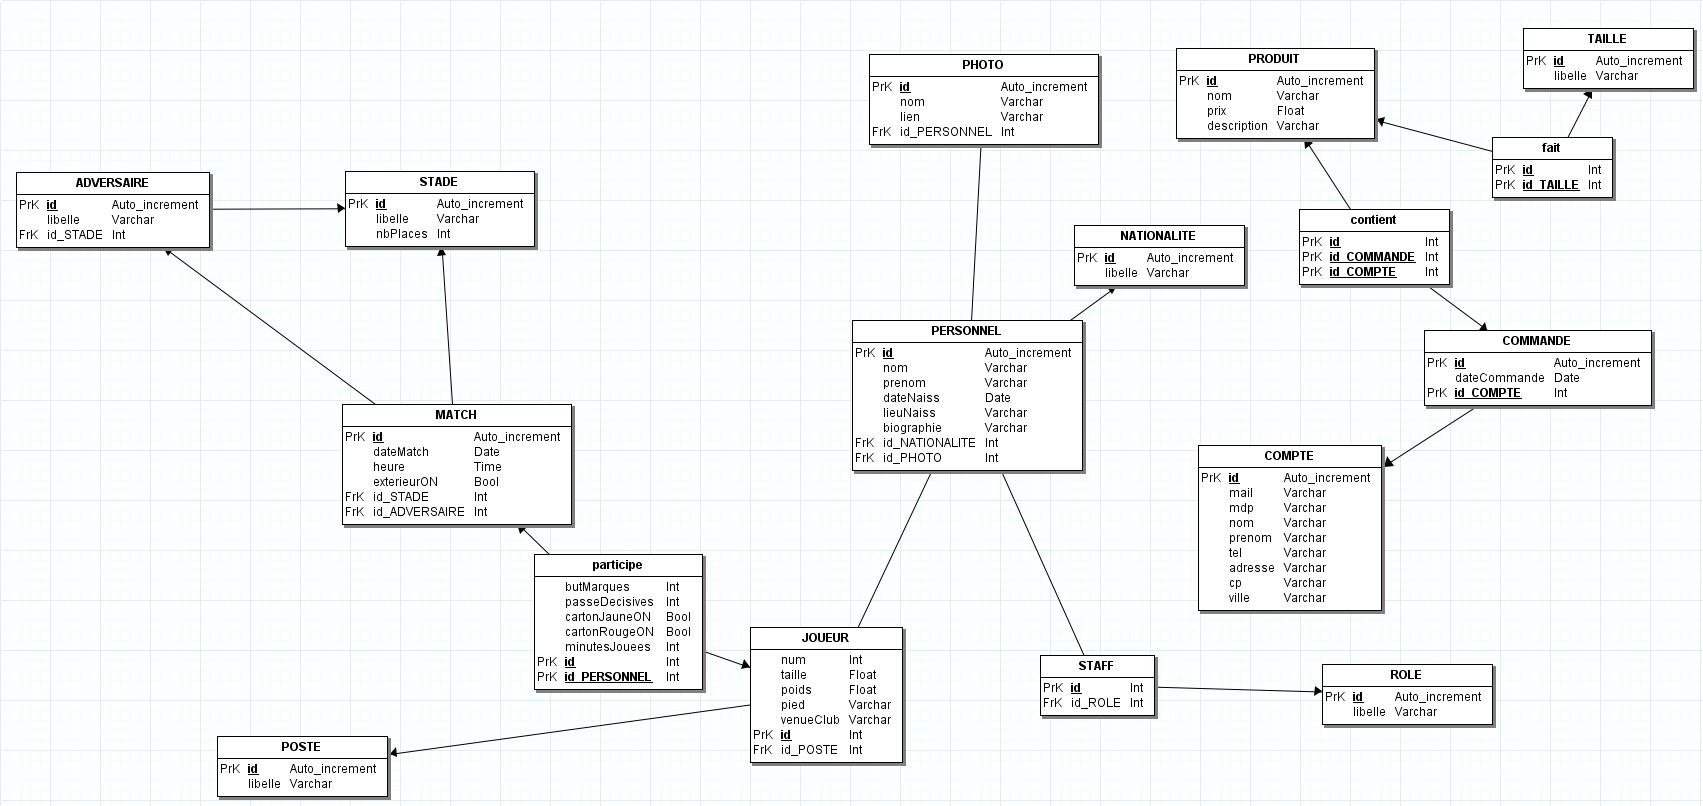 PHOTO
PrK id Auto_increment
nom Varchar
lien Varchar
FrK id_PERSONNEL Int
PRODUIT
PrK id Auto_increment
nom Varchar
prix Float
description Varchar
TAILLE
PrK id Auto_increment
libelle Varchar
fait
PrK id Int
PrK id_TAILLE Int
ADVERSAIRE
PrK id Auto_increment
libelle Varchar
FrK id_STADE Int
STADE
PrK id Auto_increment
libelle Varchar
nbPlaces Int
NATIONALITE
PrK id Auto_increment
libelle Varchar
contient
PrK id Int
PrK id_COMMANDE Int
PrK id_COMPTE Int
PERSONNEL
PrK id Auto_increment
nom Varchar
prenom Varchar
dateNaiss Date
lieuNaiss Varchar
biographie Varchar
FrK id_NATIONALITE Int
FrK id_PHOTO Int
COMMANDE
PrK id Auto_increment
dateCommande Date
PrK id_COMPTE Int
MATCH
PrK id Auto_increment
dateMatch Date
heure Time
exterieurON Bool
FrK id_STADE Int
FrK id_ADVERSAIRE Int
COMPTE
PrK id Auto_increment
mail Varchar
mdp Varchar
nom Varchar
prenom Varchar
tel Varchar
adresse Varchar
cp Varchar
ville Varchar
participe
butMarques Int
passeDecisives Int
cartonJauneON Bool
cartonRougeON Bool
minutesJouees Int
PrK id Int
PrK id_PERSONNEL Int
JOUEUR
num Int
taille Float
poids Float
pied Varchar
venueClub Varchar
PrK id Int
FrK id_POSTE Int
STAFF
PrK id Int
FrK id_ROLE Int
ROLE
PrK id Auto_increment
libelle Varchar
POSTE
PrK id Auto_increment
libelle Varchar